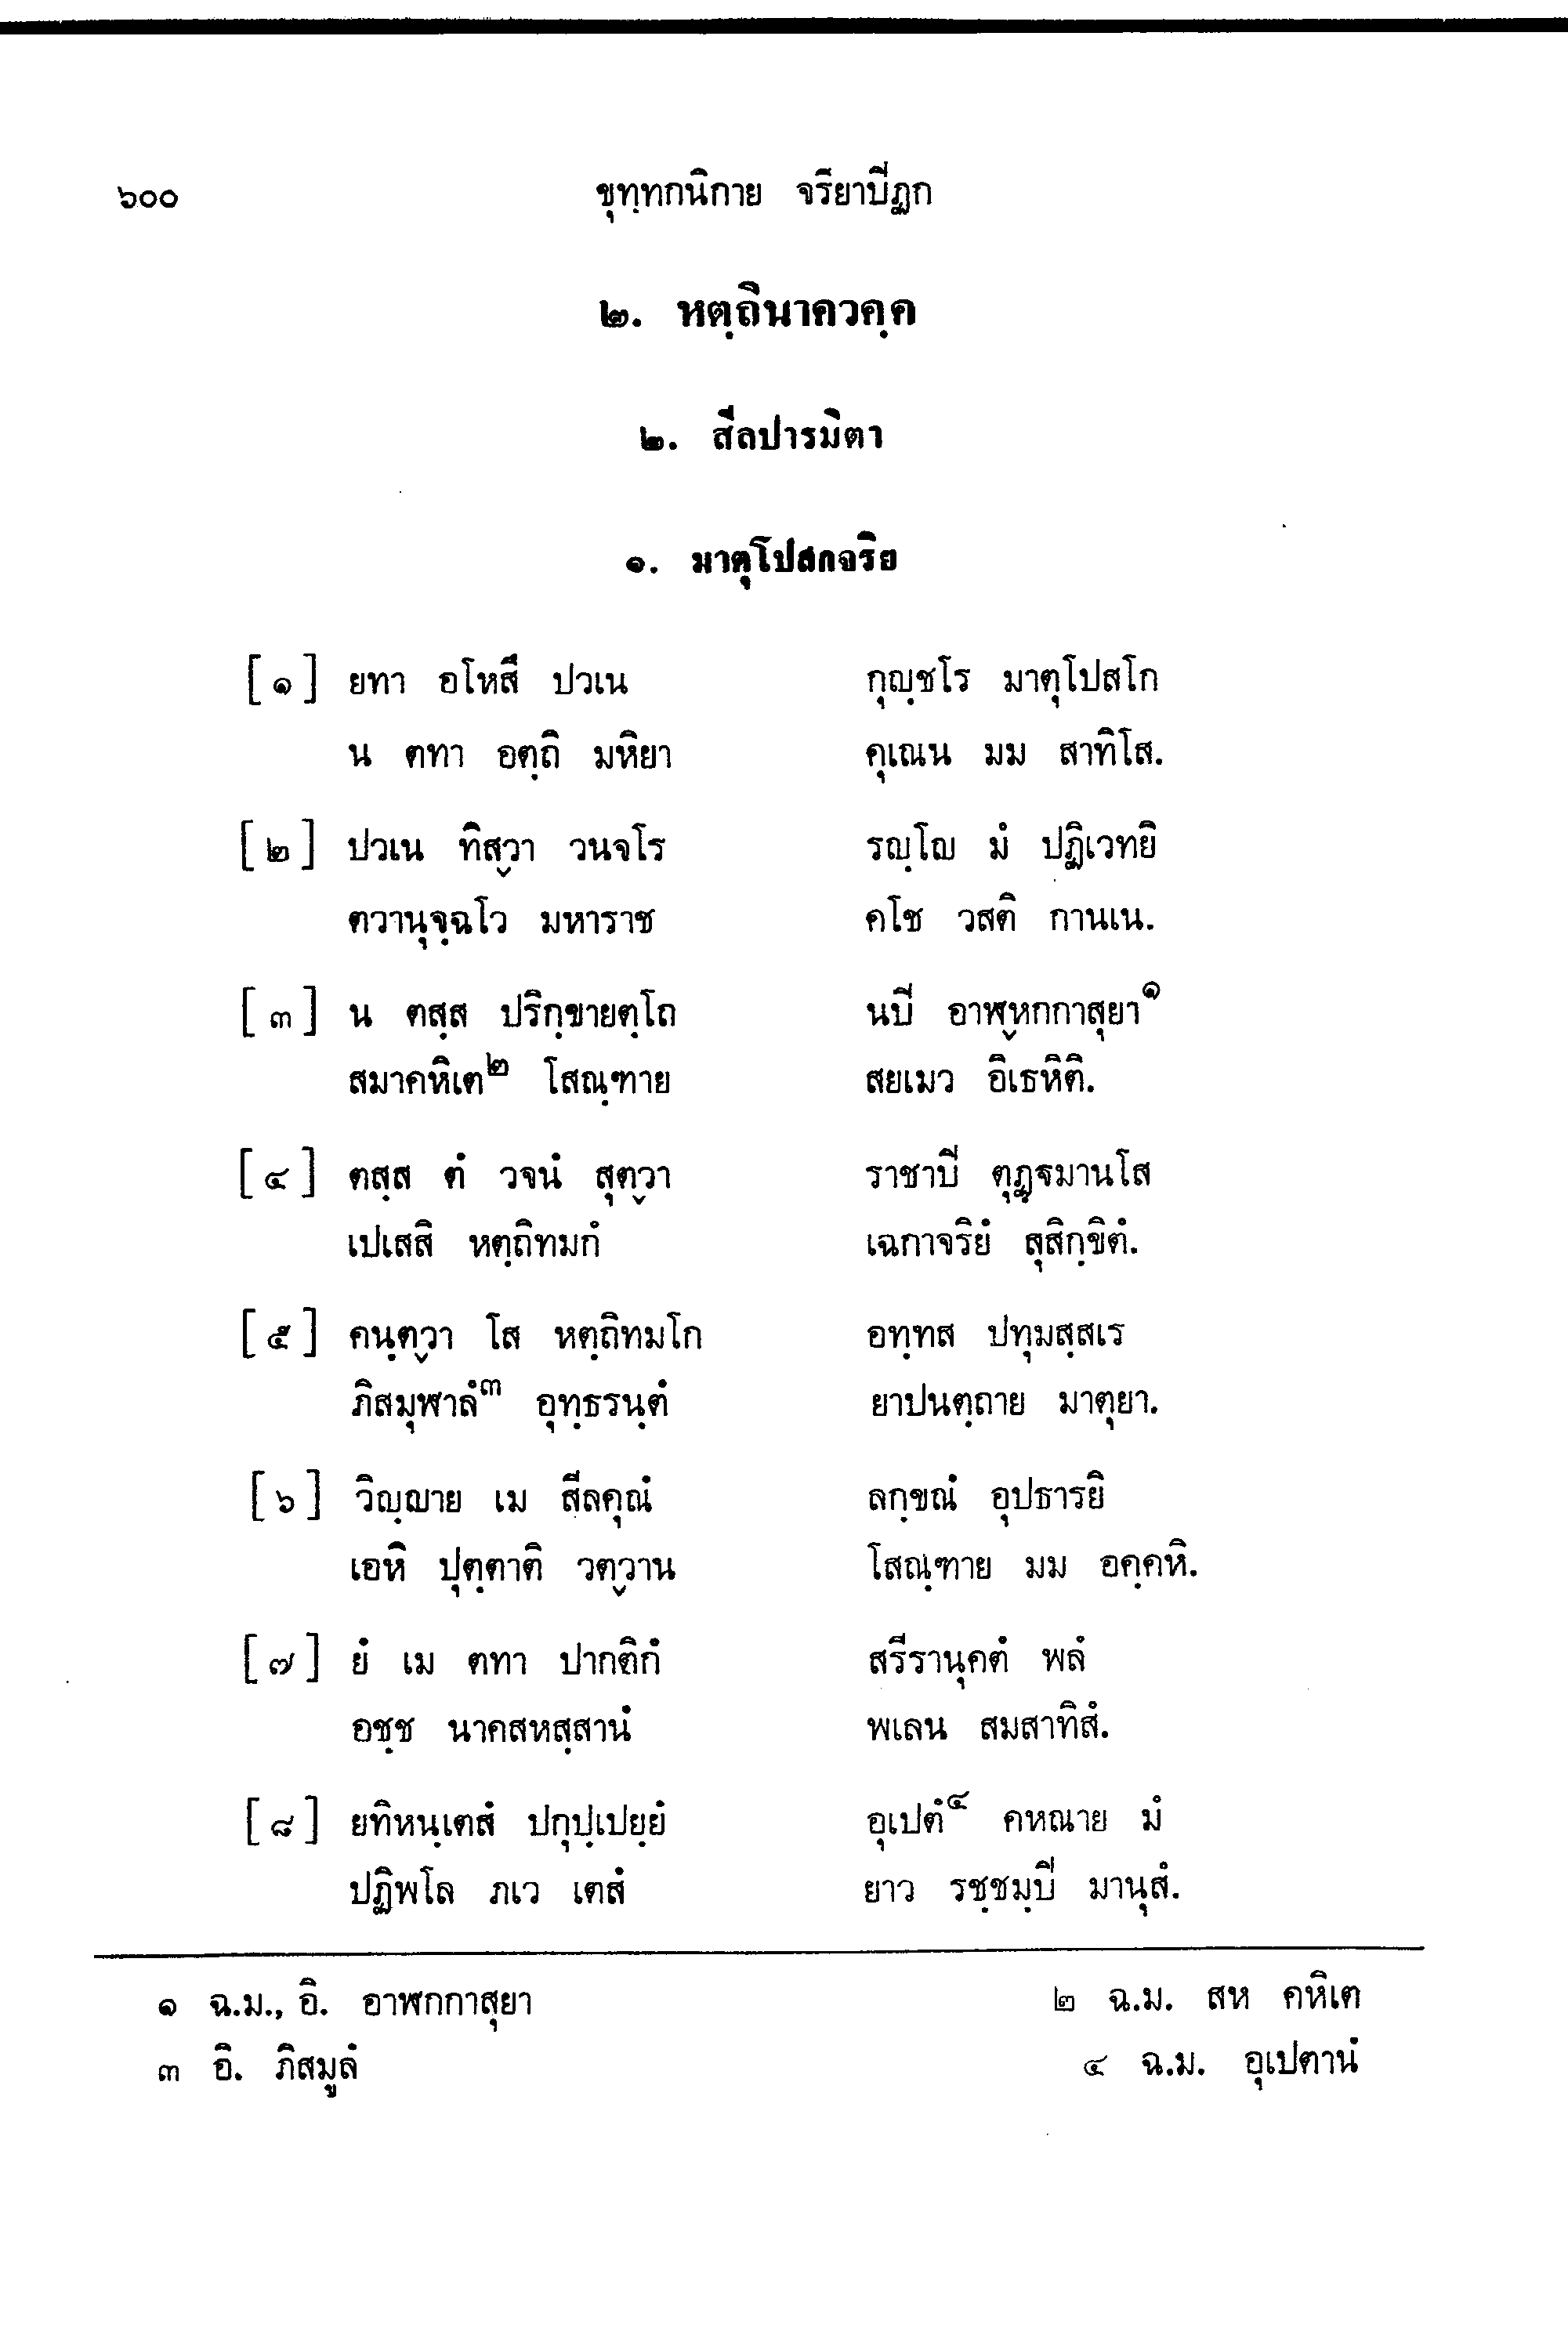 ๖๐๐ ขุทฺทกนิกาย จริยาปิฏก
๒. หตฺถินาควคฺค
๒. สีลปารมิตา
๑. มาตุโปสกจริย
[๑] ยทา อโหสึ ปวเน กุญฺชโร มาตุโปสโก
น ตทา อตฺถิ มหิยา คุเณน มม สาทิโส.
[๒] ปวเน ทิสฺวา วนจโร รญฺโญ มํ ปฏิเวทยิ
ตวานุจฺฉโว มหาราช คโช วสติ กานเน.
[๓] น ตสฺส ปริกฺขายตฺโถ นปิ อาฬฺหกกาสุยา๑
สมาคหิเต๒ โสณฺฑาย สยเมว อิเธหิติ.
[๔] ตสฺส ตํ วจนํ สุตฺวา ราชาปิ ตุฏฺฐมานโส
เปเสสิ หตฺถิทมกํ เฉกาจริยํ สุสิกฺขิตํ.
[๕] คนฺตฺวา โส หตฺถิทมโก อทฺทส ปทุมสฺสเร
ภิสมุฬาลํ๓ อุทฺธรนฺตํ ยาปนตฺถาย มาตุยา.
[๖] วิญฺญาย เม สีลคุณํ ลกฺขณํ อุปธารยิ
เอหิ ปุตฺตาติ วตฺวาน โสณฺฑาย มม อคฺคหิ.
[๗] ยํ เม ตทา ปากติกํ สรีรานุคตํ พลํ
อชฺช นาคสหสฺสานํ พเลน สมสาทิสํ.
[๘] ยทิหนฺเตสํ ปกุปฺเปยฺยํ อุเปตํ๔ คหณาย มํ
ปฏิพโล ภเว เตสํ ยาว รชฺชมฺปิ มานุสํ.
๑ ฉ.ม., อิ. อาฬกกาสุยา ๒ ฉ.ม. สห คหิเต
๓ อิ. ภิสมูลํ ๔ ฉ.ม. อุเปตานํ